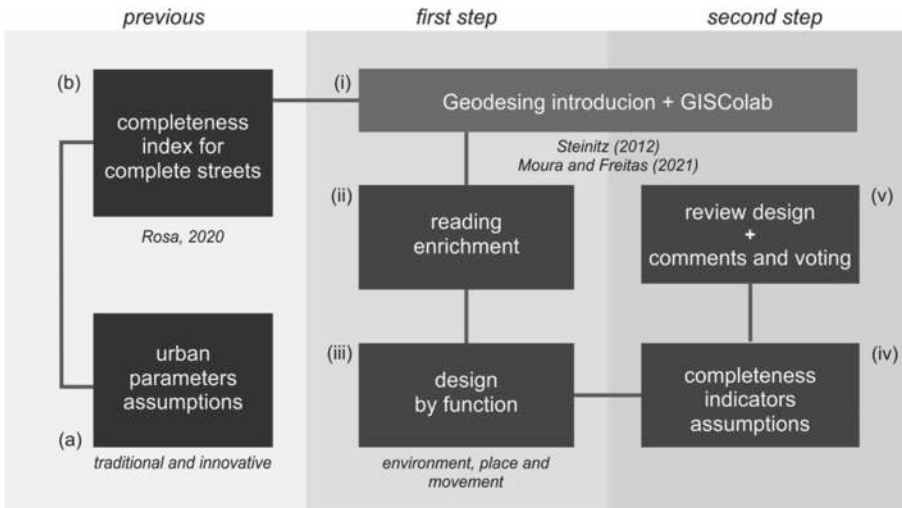 previous
first step
second step
(b)
completeness
index for
complete streets
Rosa, 2020
urban
parameters
assumptions
(a)
traditional and innovative
(i)
Geodesing introducion + GISColab
Steinitz (2012)
Moura and Freitas (2021)
(ii)
reading
enrichment
(iii)
design
by function
environment, place and
movement
(v)
review design
+
comments and voting
(iv)
completeness
indicators
assumptions